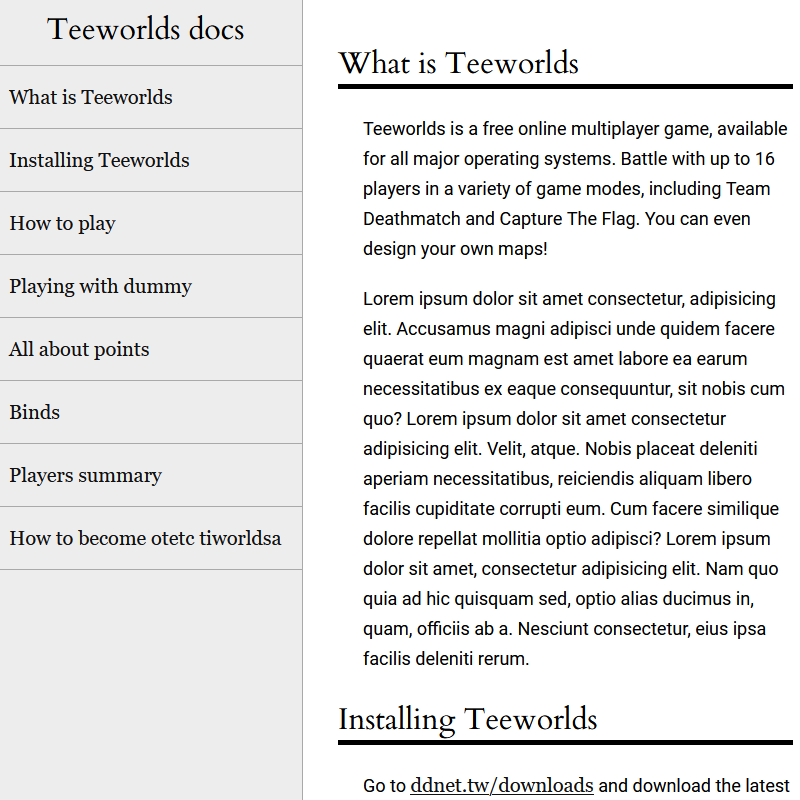 Teeworlds docs
What is Teeworlds
Installing Teeworlds
How to play
Playing with dummy
All about points
Binds
Players summary
How to become otetc tiworldsa
What is Teeworlds
Teeworlds is a free online multiplayer game, available
for all major operating systems. Battle with up to 16
players in a variety of game modes, including Team
Deathmatch and Capture The Flag. You can even
design your own maps!
Lorem ipsum dolor sit amet consectetur, adipisicing
elit. Accusamus magni adipisci unde quidem facere
quaerat eum magnam est amet labore ea earum
necessitatibus ex eaque consequuntur, sit nobis cum
quo? Lorem ipsum dolor sit amet consectetur
adipisicing elit. Velit, atque. Nobis placeat deleniti
aperiam necessitatibus, reiciendis aliquam libero
facilis cupiditate corrupti eum. Cum facere similique
dolore repellat mollitia optio adipisci? Lorem ipsum
dolor sit amet, consectetur adipisicing elit. Nam quo
quia ad hic quisquam sed, optio alias ducimus in,
quam, officiis ab a. Nesciunt consectetur, eius ipsa
facilis deleniti rerum.
Installing Teeworlds
Go to ddnet.tw/downloads and download the latest